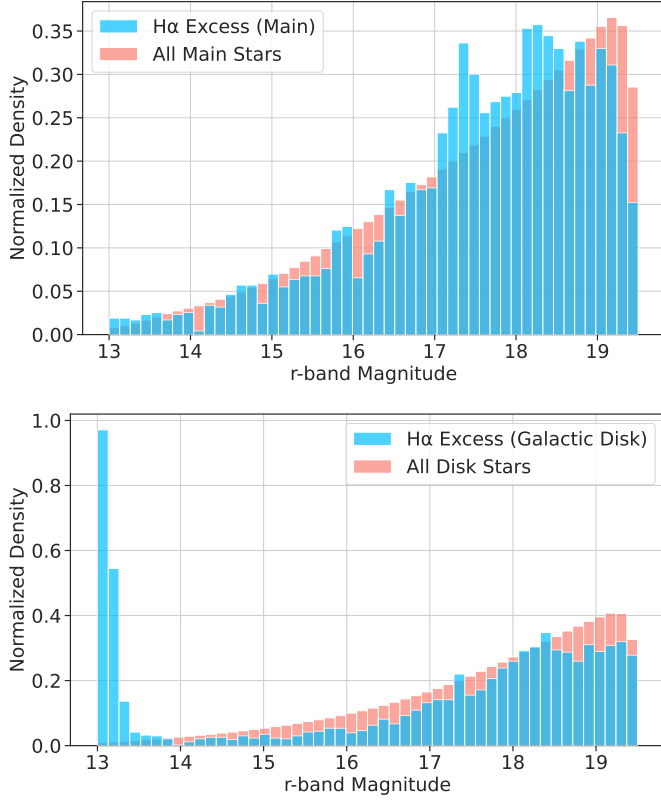 Hα Excess (Main)
All Main Stars
Normalized Density
0.35
0.30
0.25
0.20
0.15
0.10
0.05
0.00
13 14 15 16 17 18 19
r-band Magnitude
Hα Excess (Galactic Disk)
All Disk Stars
Normalized Density
1.0
0.8
0.6
0.4
0.2
0.0
13 14 15 16 17 18 19
r-band Magnitude